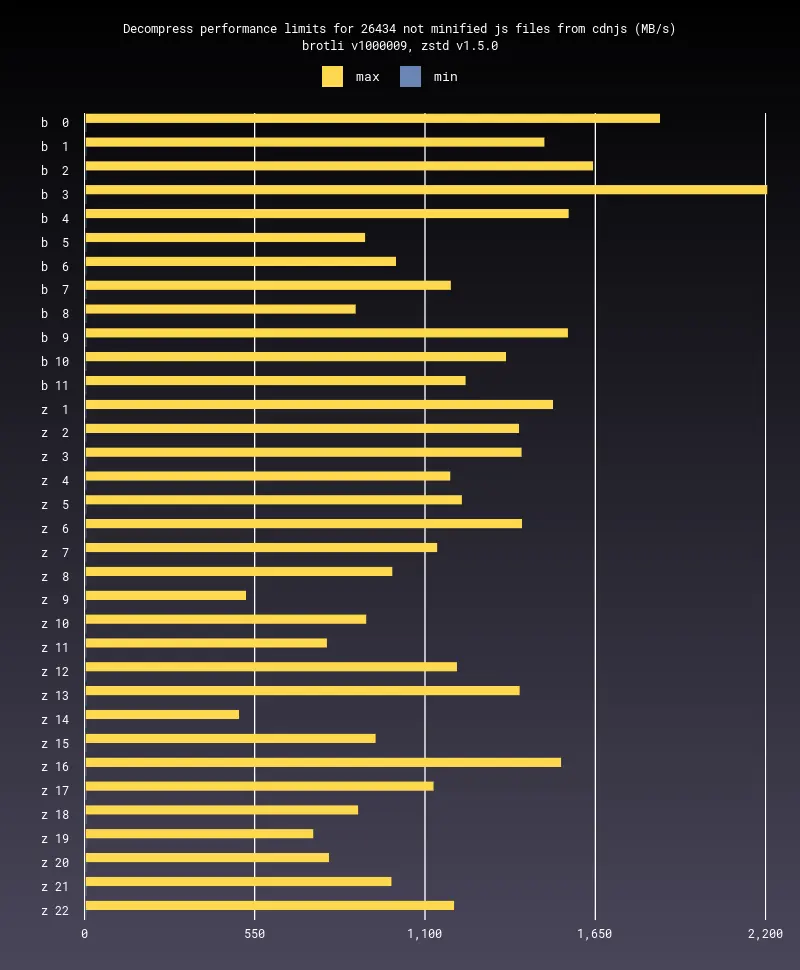 Decompress performance limits for 26434 not minified js files from cdnjs (MB/s)
brotli v1000009, zstd v1.5.0
max min
b 0
b 1
b 2
b 3
b 4
b 5
b 6
b 7
b 8
b 9
b 10
b 11
z 1
z 2
z 3
z 4
z 5
z 6
z 7
z 8
z 9
z 10
z 11
z 12
z 13
z 14
z 15
z 16
z 17
z 18
z 19
z 20
z 21
z 22
0 550 1,100 1,650 2,200